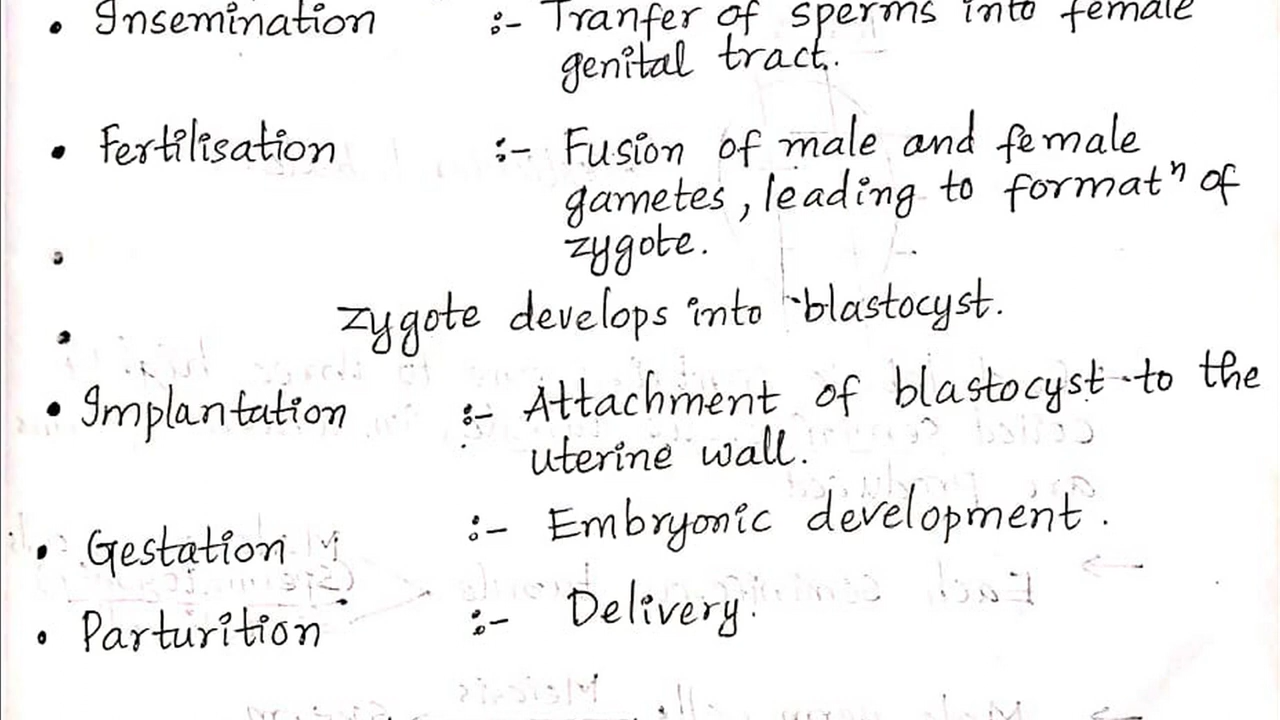 • Insemination :- Tranfer of sperms into female
genital tract.
• Fertilisation :- Fusion of male and female
gametes, leading to formatⁿ of
zygote.
zygote develops into blastocyst.
• Implantation :- Attachment of blastocyst to the
uterine wall.
• Gestation :- Embryonic development.
• Parturition :- Delivery.